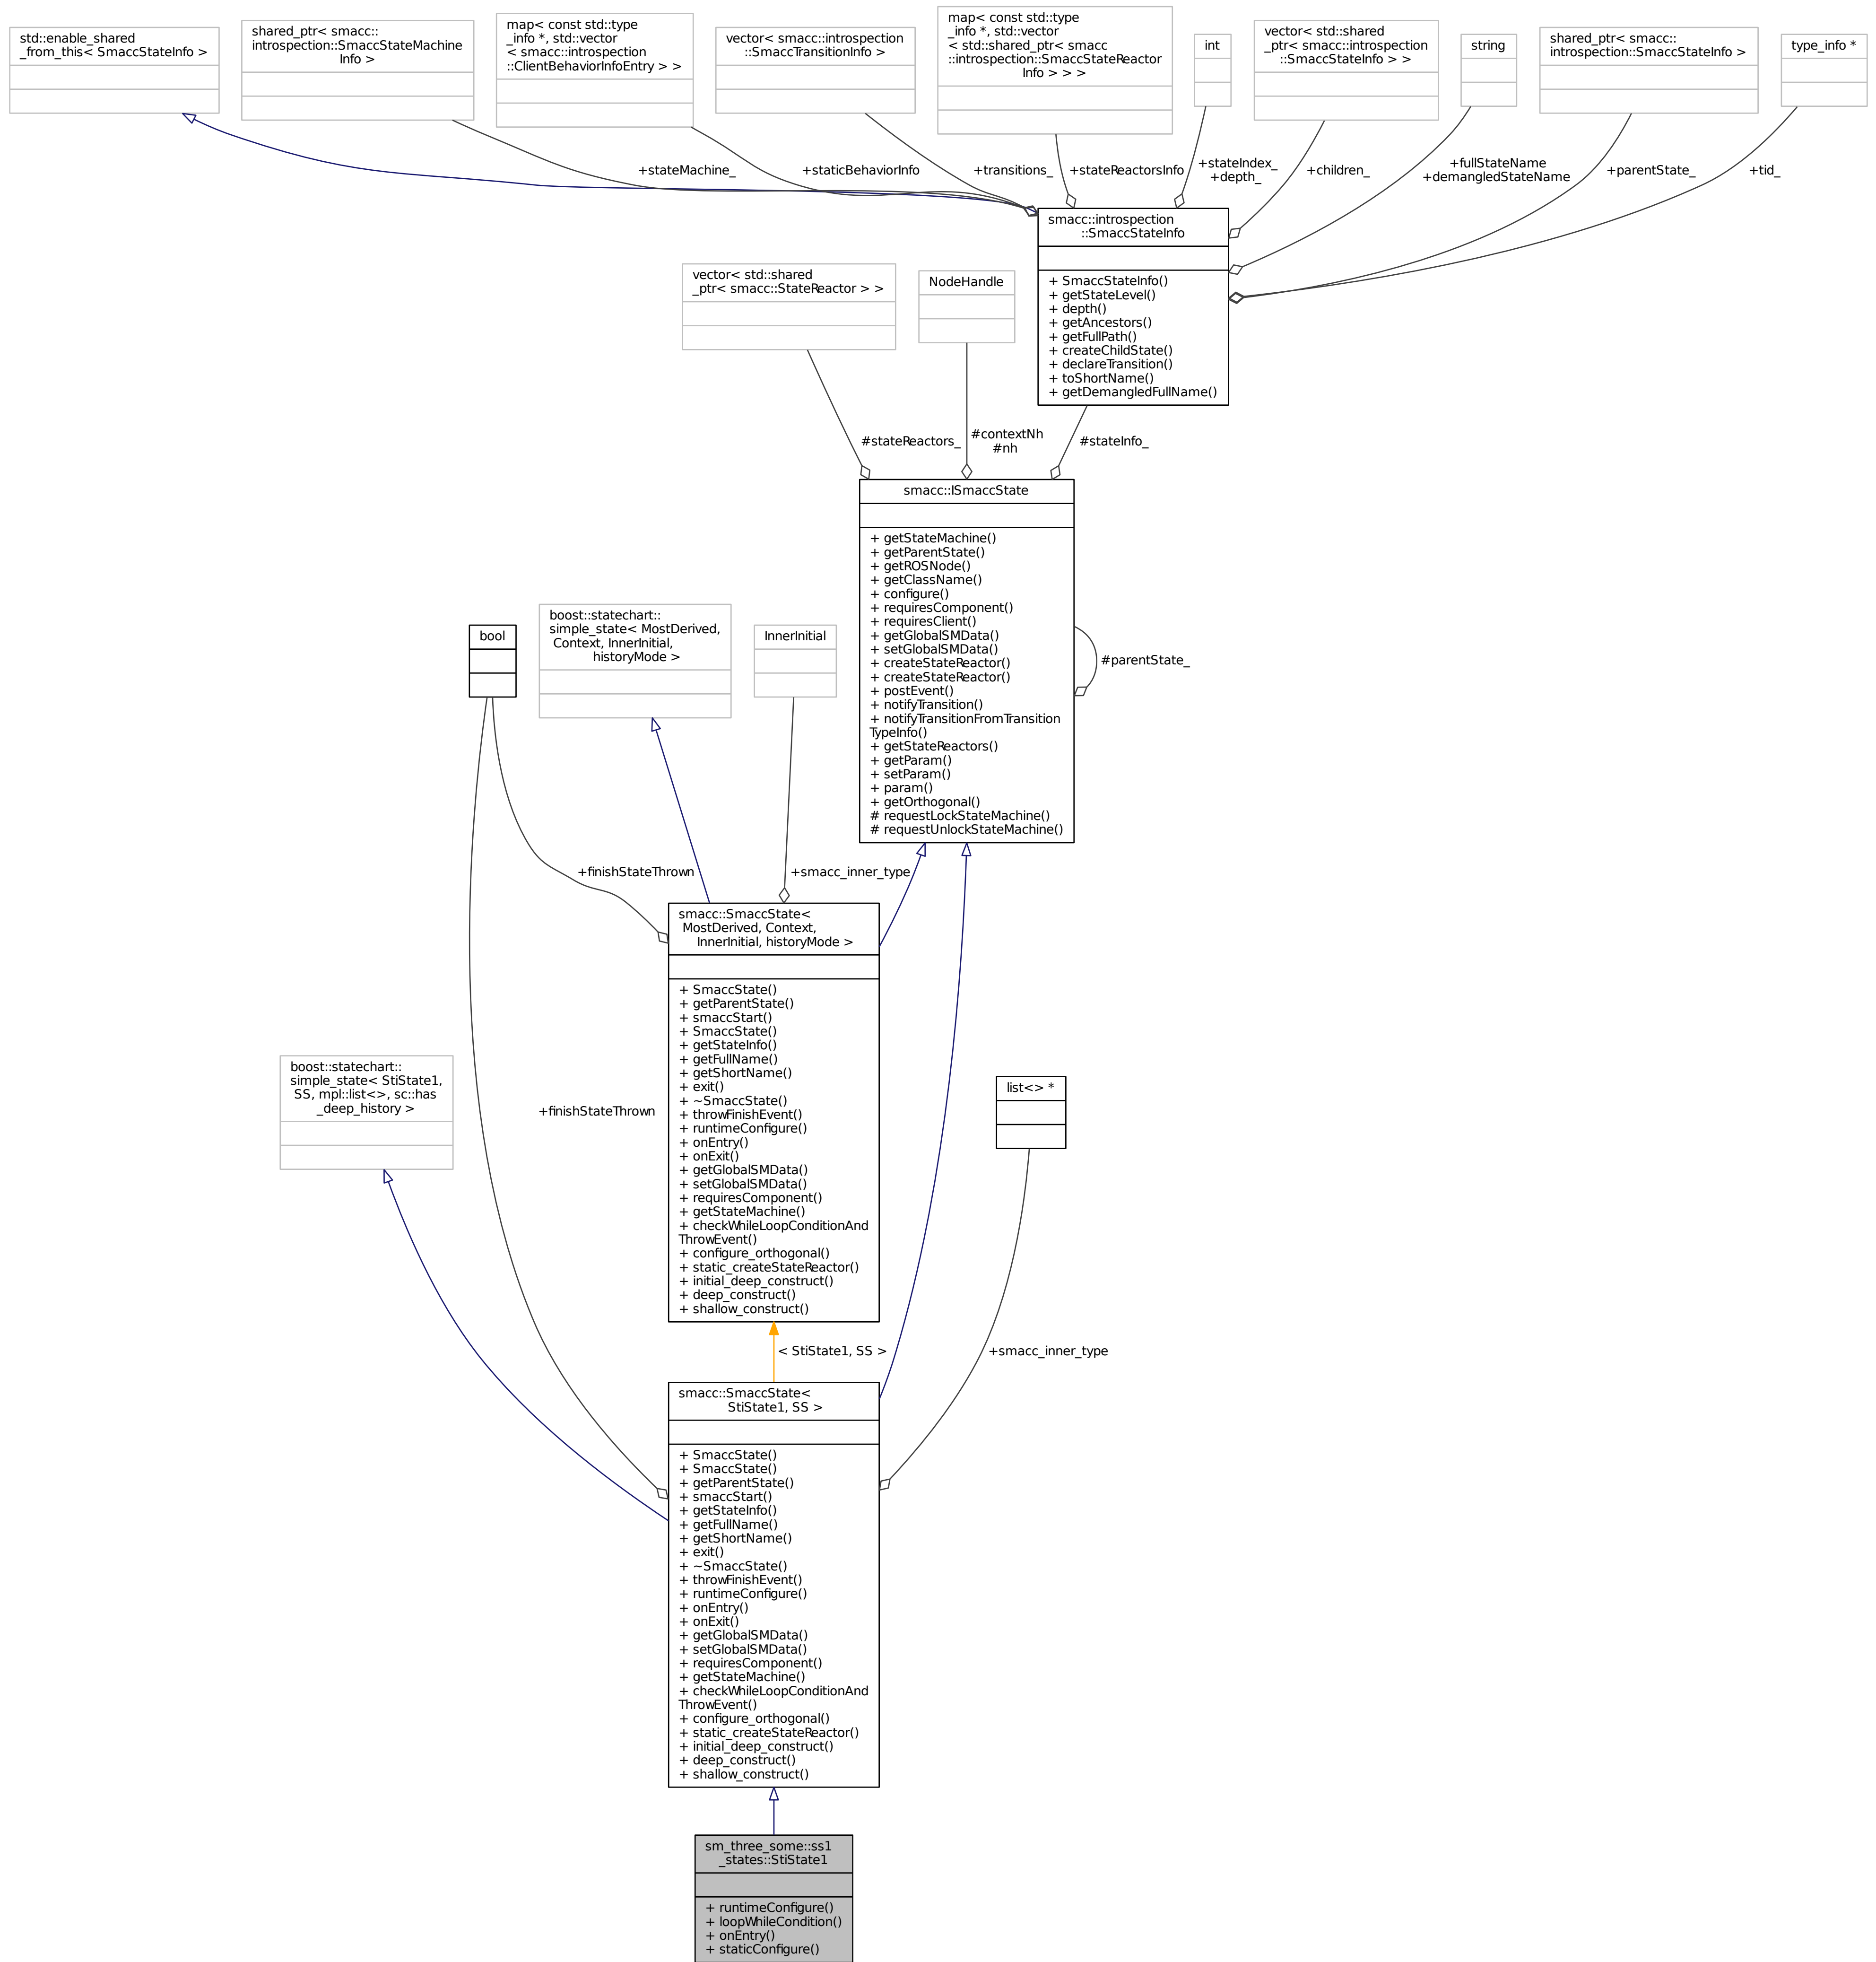 std::enable_shared
_from_this< SmaccStateInfo >
shared_ptr< smacc::
introspection::SmaccStateMachine
Info >
map< const std::type
_info *, std::vector
< smacc::introspection
::ClientBehaviorInfoEntry > >
vector< smacc::introspection
::SmaccTransitionInfo >
map< const std::type
_info *, std::vector
< std::shared_ptr< smacc
::introspection::SmaccStateReactor
Info > > >
int
vector< std::shared
_ptr< smacc::introspection
::SmaccStateInfo > >
string
shared_ptr< smacc::
introspection::SmaccStateInfo >
type_info *
+stateMachine_
+staticBehaviorInfo
+transitions_
+stateReactorsInfo
+stateIndex_
+depth_
+children_
+fullStateName
+demangledStateName
+parentState_
+tid_
smacc::introspection
::SmaccStateInfo
+ SmaccStateInfo()
+ getStateLevel()
+ depth()
+ getAncestors()
+ getFullPath()
+ createChildState()
+ declareTransition()
+ toShortName()
+ getDemangledFullName()
vector< std::shared
_ptr< smacc::StateReactor > >
NodeHandle
#stateReactors_
#contextNh
#nh
#stateInfo_
smacc::ISmaccState
+ getStateMachine()
+ getParentState()
+ getROSNode()
+ getClassName()
+ configure()
+ requiresComponent()
+ requiresClient()
+ getGlobalSMData()
+ setGlobalSMData()
+ createStateReactor()
+ createStateReactor()
+ postEvent()
+ notifyTransition()
+ notifyTransitionFromTransition
TypeInfo()
+ getStateReactors()
+ getParam()
+ setParam()
+ param()
+ getOrthogonal()
# requestLockStateMachine()
# requestUnlockStateMachine()
#parentState_
bool
boost::statechart::
simple_state< MostDerived,
Context, InnerInitial,
historyMode >
InnerInitial
+finishStateThrown
+smacc_inner_type
smacc::SmaccState<
MostDerived, Context,
InnerInitial, historyMode >
+ SmaccState()
+ getParentState()
+ smaccStart()
+ SmaccState()
+ getStateInfo()
+ getFullName()
+ getShortName()
+ exit()
+ ~SmaccState()
+ throwFinishEvent()
+ runtimeConfigure()
+ onEntry()
+ onExit()
+ getGlobalSMData()
+ setGlobalSMData()
+ requiresComponent()
+ getStateMachine()
+ checkWhileLoopConditionAnd
ThrowEvent()
+ configure_orthogonal()
+ static_createStateReactor()
+ initial_deep_construct()
+ deep_construct()
+ shallow_construct()
boost::statechart::
simple_state< StiState1,
SS, mpl::list<>, sc::has
_deep_history >
+finishStateThrown
list<> *
< StiState1, SS >
+smacc_inner_type
smacc::SmaccState<
StiState1, SS >
+ SmaccState()
+ SmaccState()
+ getParentState()
+ smaccStart()
+ getStateInfo()
+ getFullName()
+ getShortName()
+ exit()
+ ~SmaccState()
+ throwFinishEvent()
+ runtimeConfigure()
+ onEntry()
+ onExit()
+ getGlobalSMData()
+ setGlobalSMData()
+ requiresComponent()
+ getStateMachine()
+ checkWhileLoopConditionAnd
ThrowEvent()
+ configure_orthogonal()
+ static_createStateReactor()
+ initial_deep_construct()
+ deep_construct()
+ shallow_construct()
sm_three_some::ss1
_states::StiState1
+ runtimeConfigure()
+ loopWhileCondition()
+ onEntry()
+ staticConfigure()